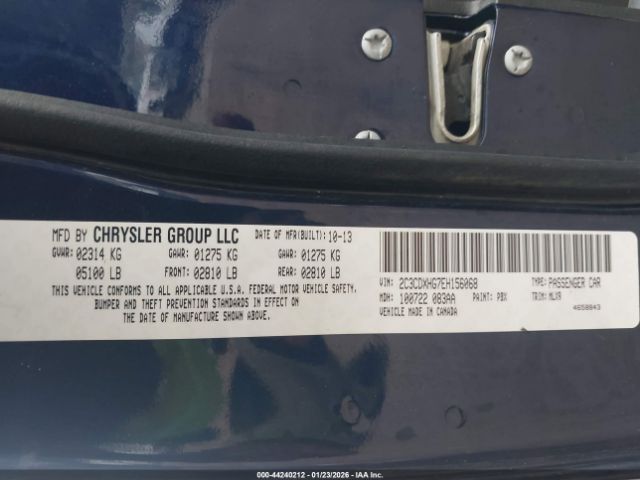 MFD BY CHRYSLER GROUP LLC DATE OF MFR(BUILT): 10-13
GVWR: 02314 KG GAWR: 01275 KG GAWR: 01275 KG
05100 LB FRONT: 02810 LB REAR: 02810 LB
THIS VEHICLE CONFORMS TO ALL APPLICABLE U.S.A. FEDERAL MOTOR VEHICLE SAFETY,
BUMPER AND THEFT PREVENTION STANDARDS IN EFFECT ON
THE DATE OF MANUFACTURE SHOWN ABOVE.
VIN: 2C3CDXHG7EH156068 TYPE: PASSENGER CAR
MDH: 100722 083AA PAINT: PBX TRIM: MLX9
VEHICLE MADE IN CANADA 4658843
000-44240212 - 01/23/2026 - IAA Inc.